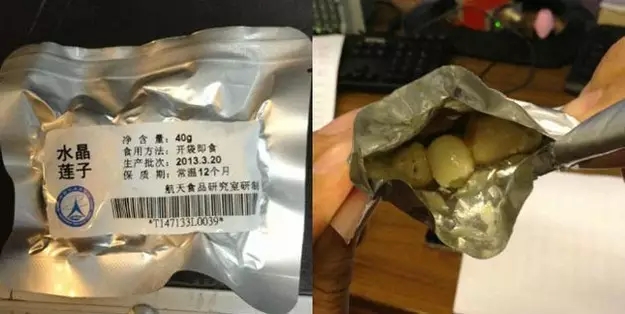 水晶
莲子
净 含 量：40g
食用方法：开袋即食
生产批次：2013.3.20
保 质 期：常温12个月
航天食品研究室研制
*T147133L0039*